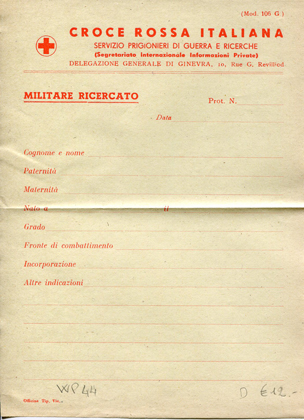 (Mod. 106 G)
CROCE ROSSA ITALIANA
SERVIZIO PRIGIONIERI DI GUERRA E RICERCHE
(Segretariato Internazionale Informazioni Private)
DELEGAZIONE GENERALE DI GINEVRA, 10, Rue G, Revilliod
MILITARE RICERCATO
Prot. N.
Data
Cognome e nome
Paternità
Maternità
Nato a il
Grado
Fronte di combattimento
Incorporazione
Altre indicazioni
WP44
D € 12.-
Officine Tip.